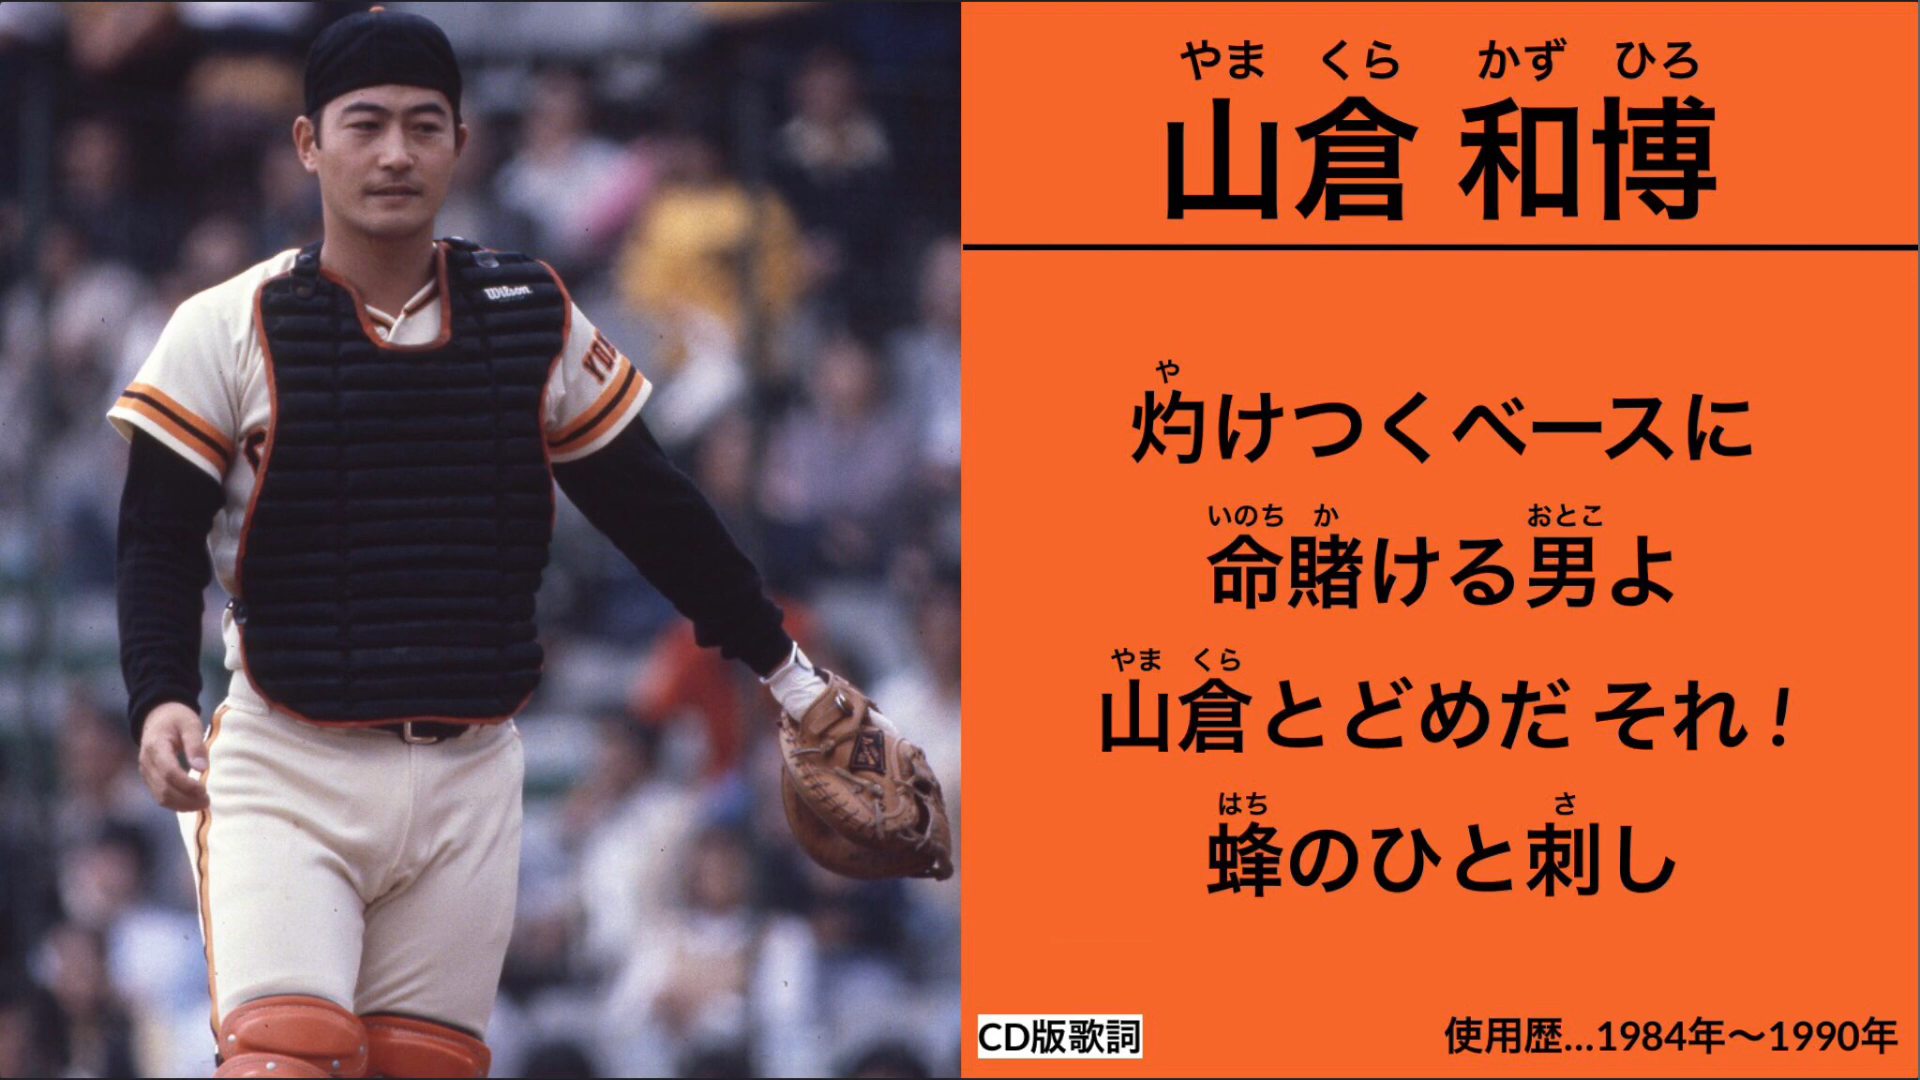 Wilson
YO
やま くら かず ひろ
山倉 和博
や
灼けつくベースに
いのち か おとこ
命賭ける男よ
やま くら
山倉とどめだ それ!
はち さ
蜂のひと刺し
CD版歌詞
使用歴…1984年〜1990年